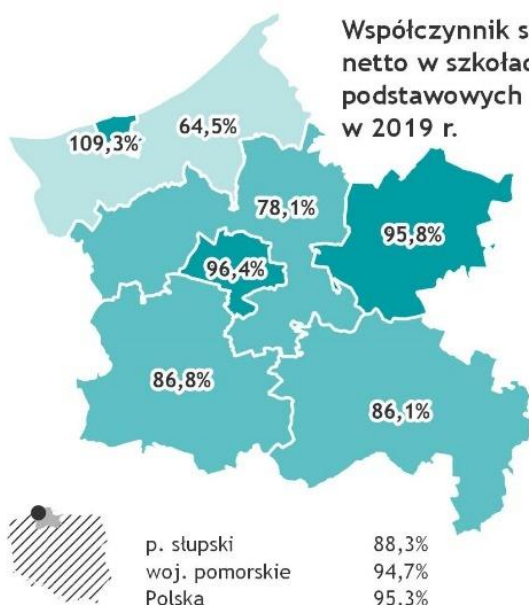 Współczynnik s
netto w szkołac
podstawowych
w 2019 r.
64,5%
109,3%
78,1%
95,8%
96,4%
86,8%
86,1%
p. słupski 88,3%
woj. pomorskie 94,7%
Polska 95,3%